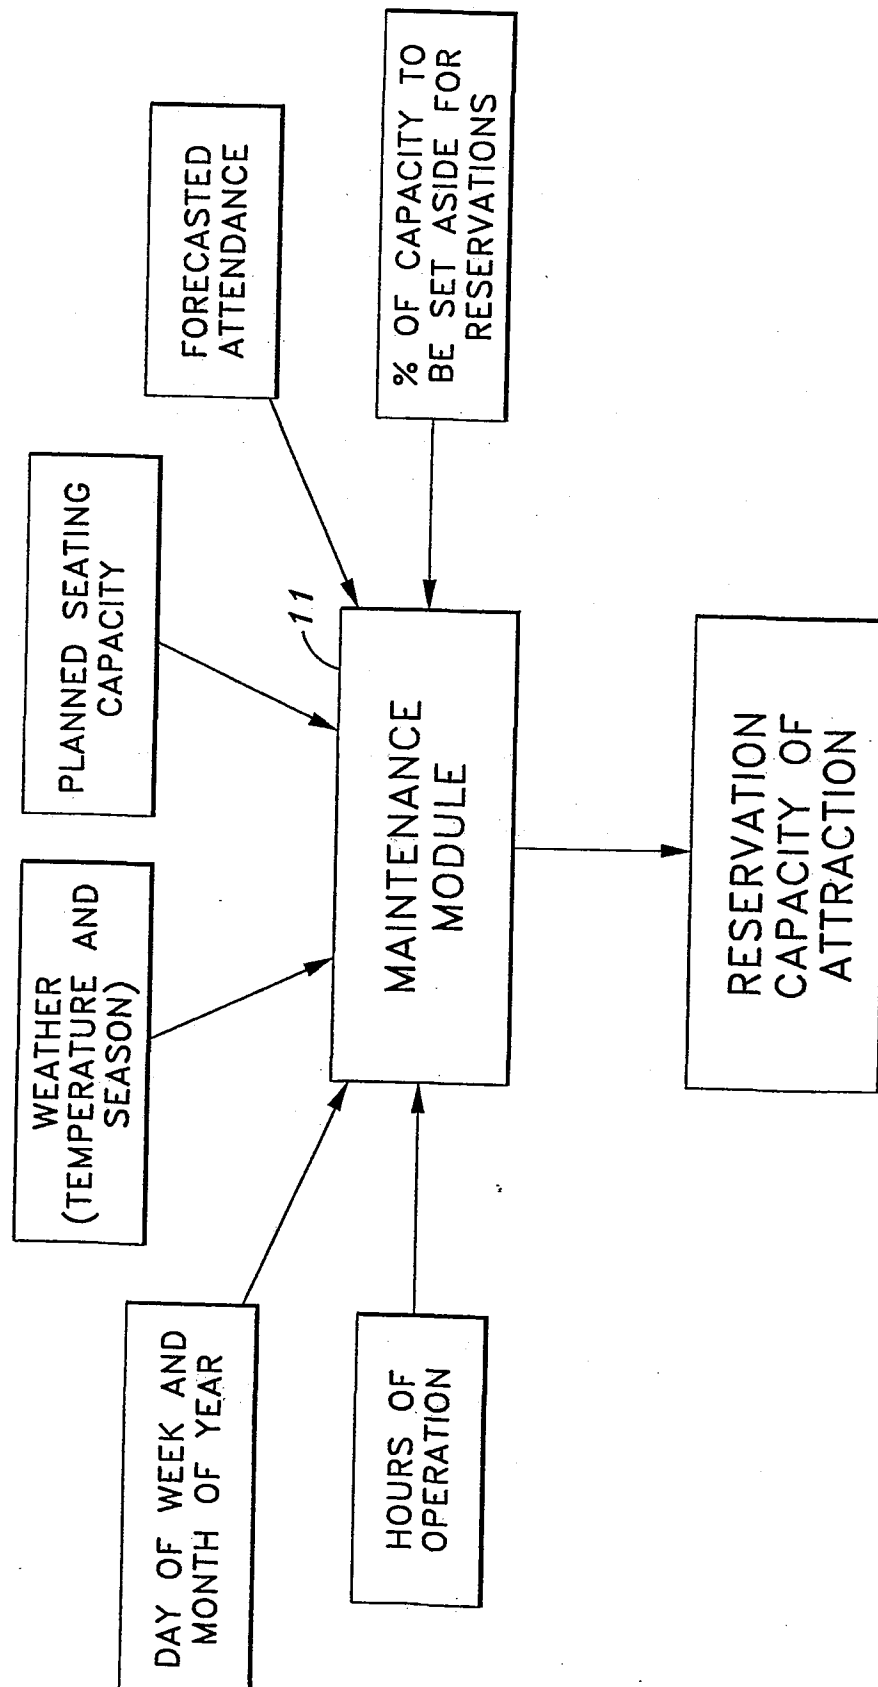 DAY OF WEEK AND
MONTH OF YEAR
WEATHER
(TEMPERATURE AND
SEASON)
PLANNED SEATING
CAPACITY
FORECASTED
ATTENDANCE
HOURS OF
OPERATION
11
MAINTENANCE
MODULE
% OF CAPACITY TO
BE SET ASIDE FOR
RESERVATIONS
RESERVATION
CAPACITY OF
ATTRACTION